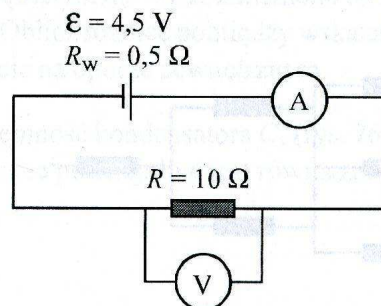 ε = 4,5 V
R_w = 0,5 Ω
A
R = 10 Ω
V